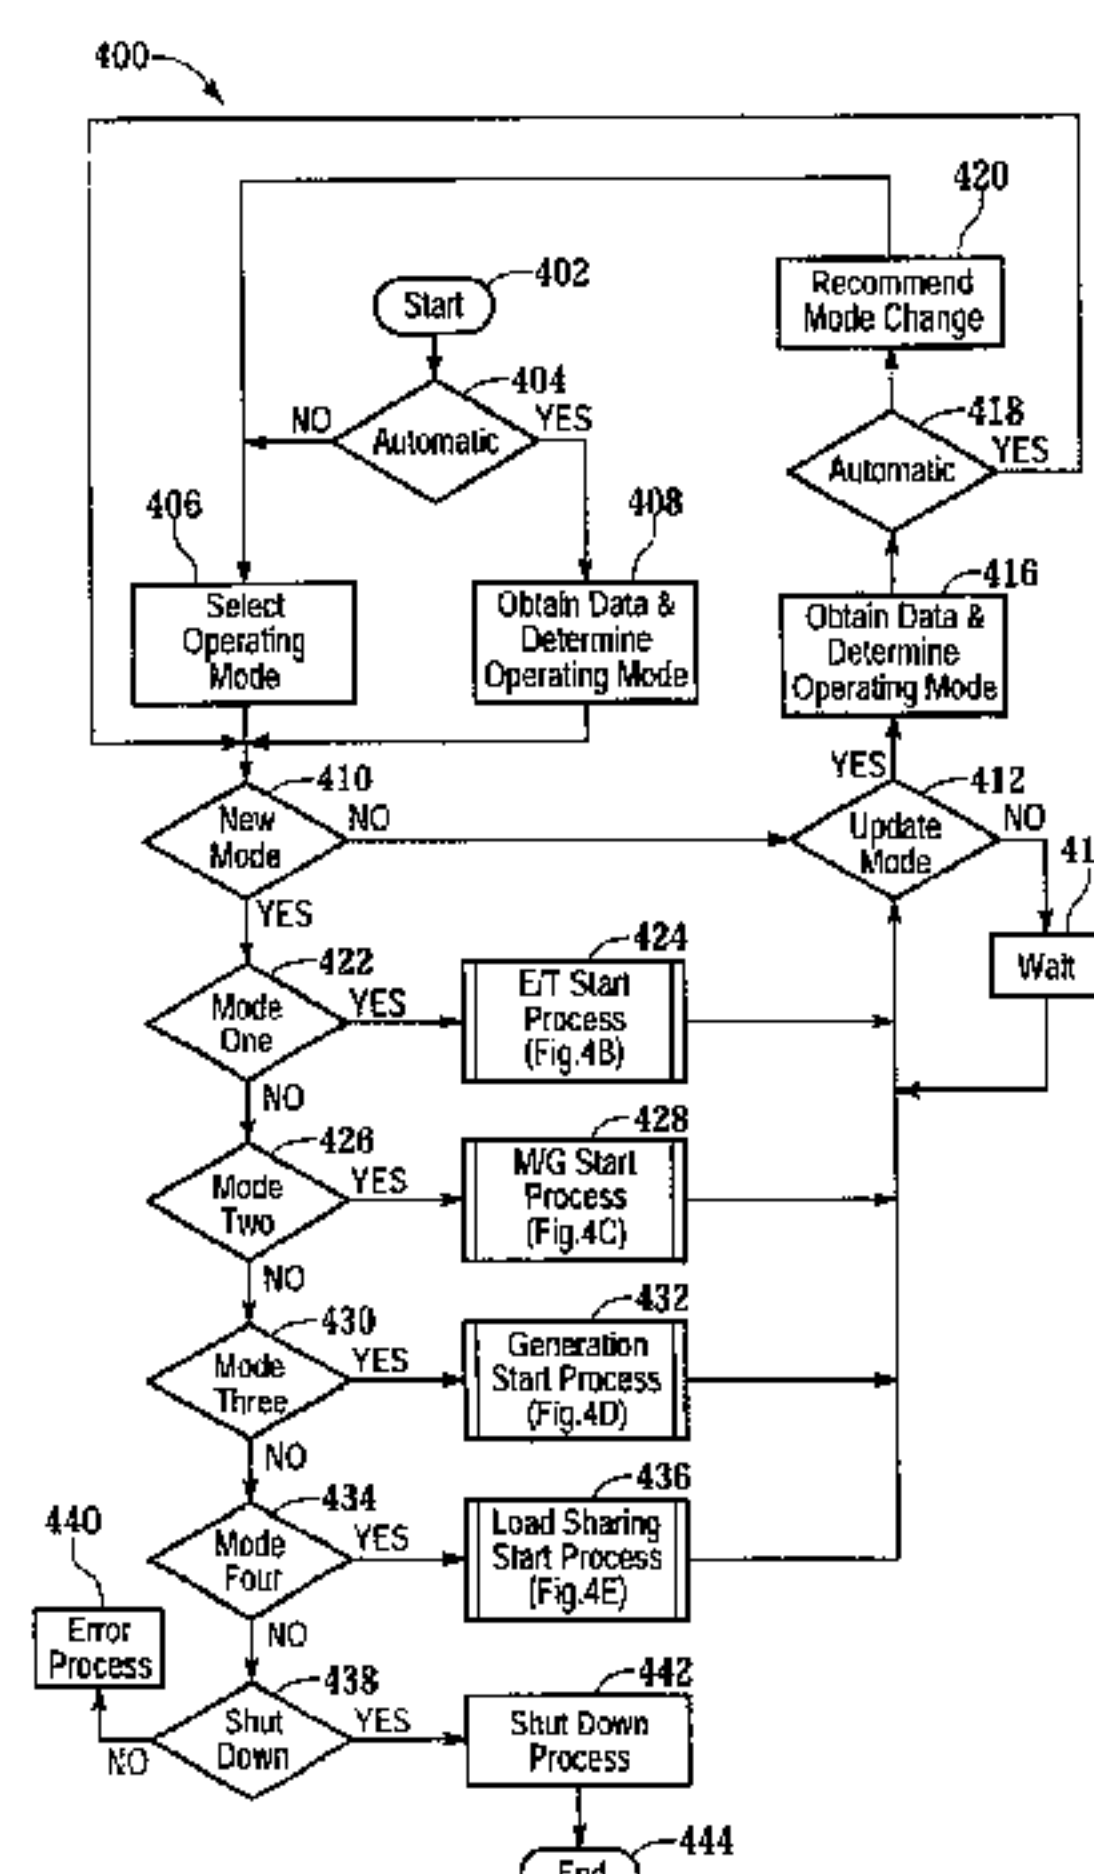 400
420
Recommend
Mode Change
402
Start
404
NO
YES
Automatic
418
YES
Automatic
406
Select
Operating
Mode
408
Obtain Data &
Determine
Operating Mode
416
Obtain Data &
Determine
Operating Mode
410
New
Mode
NO
YES
YES
412
Update
Mode
NO
41
Wait
422
Mode
One
YES
NO
424
E/T Start
Process
(Fig.4B)
426
Mode
Two
YES
NO
428
M/G Start
Process
(Fig.4C)
430
Mode
Three
YES
NO
432
Generation
Start Process
(Fig.4D)
434
Mode
Four
YES
NO
436
Load Sharing
Start Process
(Fig.4E)
440
Error
Process
438
Shut
Down
NO
YES
442
Shut Down
Process
444
End